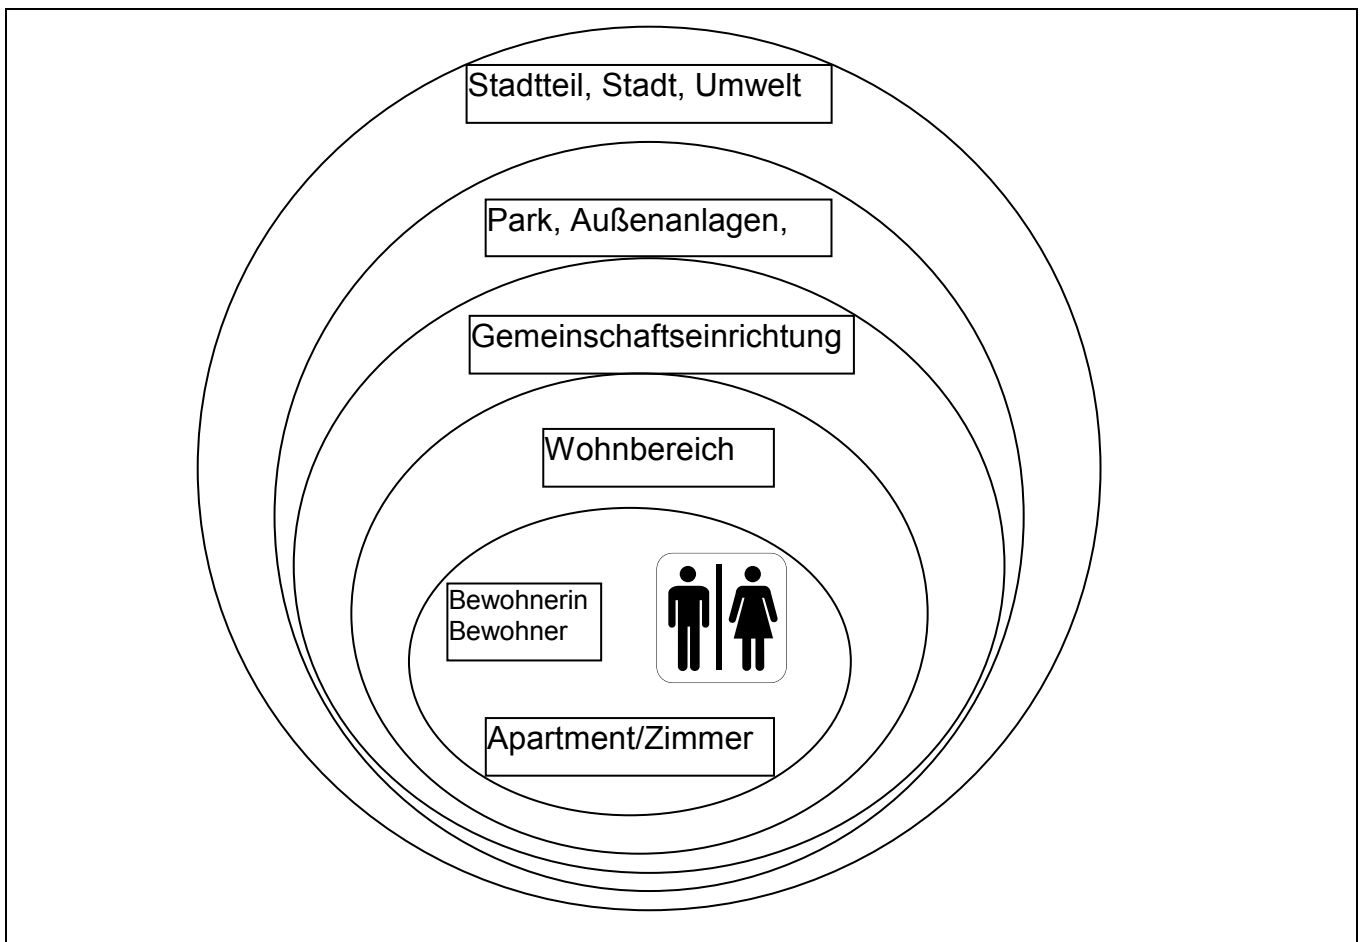 Stadtteil, Stadt, Umwelt
Park, Außenanlagen,
Gemeinschaftseinrichtung
Wohnbereich
Bewohnerin
Bewohner
Apartment/Zimmer